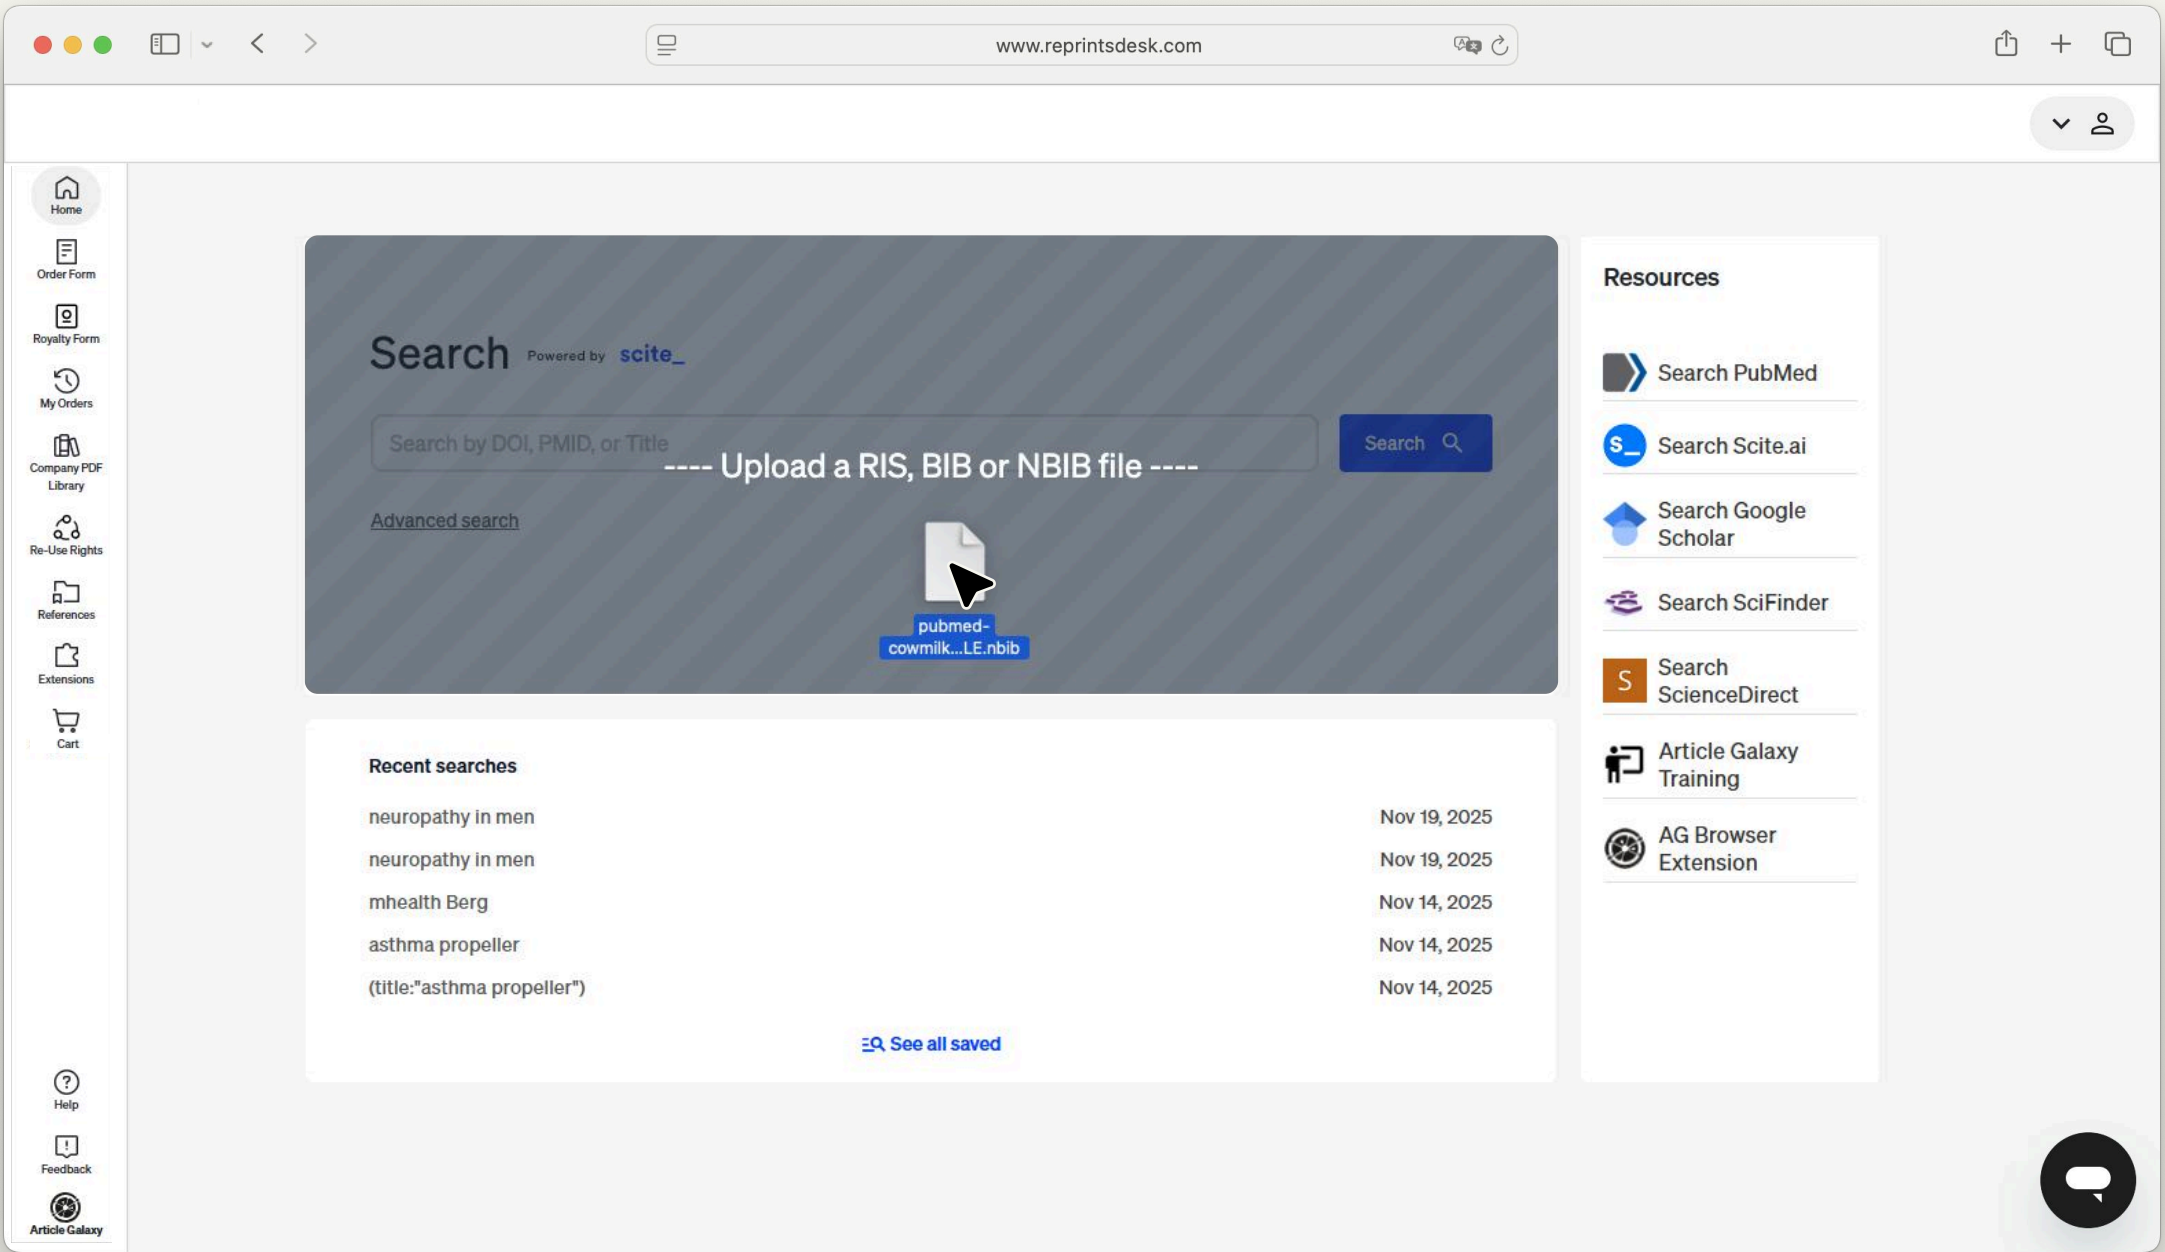 www.reprintsdesk.com
Home
Order Form
Royalty Form
My Orders
Company PDF
Library
Re-Use Rights
References
Extensions
Cart
Help
Feedback
Article Galaxy
Search Powered by scite_
Search by DOI, PMID, or Title
Search
---- Upload a RIS, BIB or NBIB file ----
Advanced search
pubmed-
cowmilk...LE.nbib
Recent searches
neuropathy in men Nov 19, 2025
neuropathy in men Nov 19, 2025
mhealth Berg Nov 14, 2025
asthma propeller Nov 14, 2025
(title:"asthma propeller") Nov 14, 2025
See all saved
Resources
Search PubMed
S_ Search Scite.ai
Search Google
Scholar
Search SciFinder
S Search
ScienceDirect
Article Galaxy
Training
AG Browser
Extension